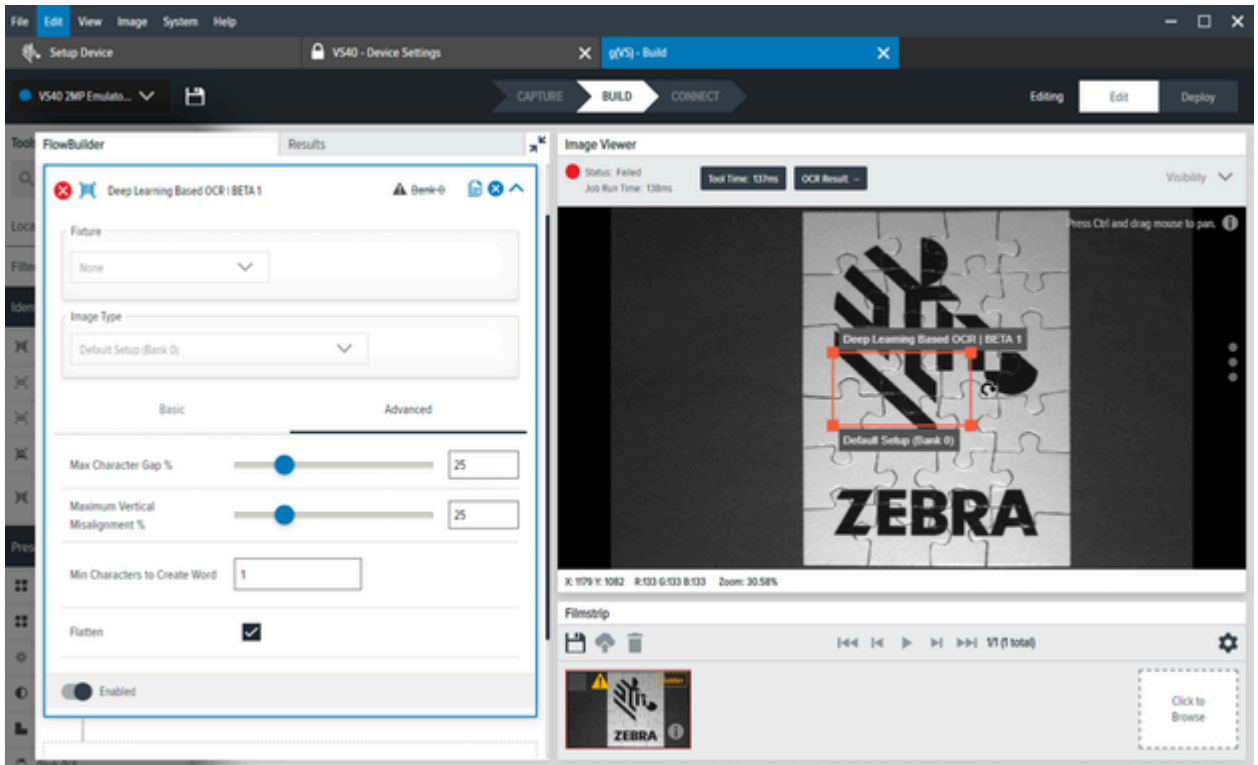 File Edit View Image System Help
Setup Device
VS40 - Device Settings
g(VS) - Build
VS40 2MP Emulato...
CAPTURE BUILD CONNECT
Editing Edit Deploy
FlowBuilder
Results
Deep Learning Based OCR | BETA 1
Bank 0
Fixture
None
Image Type
Default Setup (Bank 0)
Basic
Advanced
Max Character Gap % 25
Maximum Vertical
Misalignment % 25
Min Characters to Create Word 1
Flatten
Enabled
Image Viewer
Status: Failed
Job Run Time: 138ms
Tool Time: 137ms
OCR Result: –
Visibility
Press Ctrl and drag mouse to pan.
Deep Learning Based OCR | BETA 1
Default Setup (Bank 0)
ZEBRA
X: 1179 Y: 1082 R:133 G:133 B:133 Zoom: 30.58%
Filmstrip
1/1 (1 total)
ZEBRA
Click to
Browse